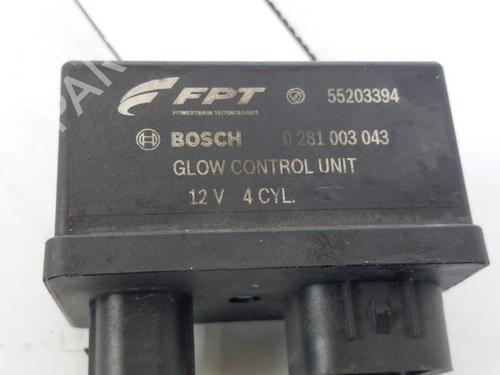 FPT 55203394
POWERTRAIN TECHNOLOGIES
BOSCH 0 281 003 043
GLOW CONTROL UNIT
12 V 4 CYL.